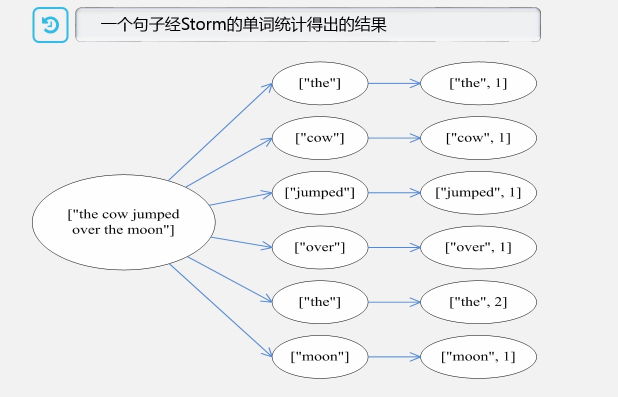 一个句子经Storm的单词统计得出的结果
["the cow jumped
over the moon"]
["the"]
["the", 1]
["cow"]
["cow", 1]
["jumped"]
["jumped", 1]
["over"]
["over", 1]
["the"]
["the", 2]
["moon"]
["moon", 1]